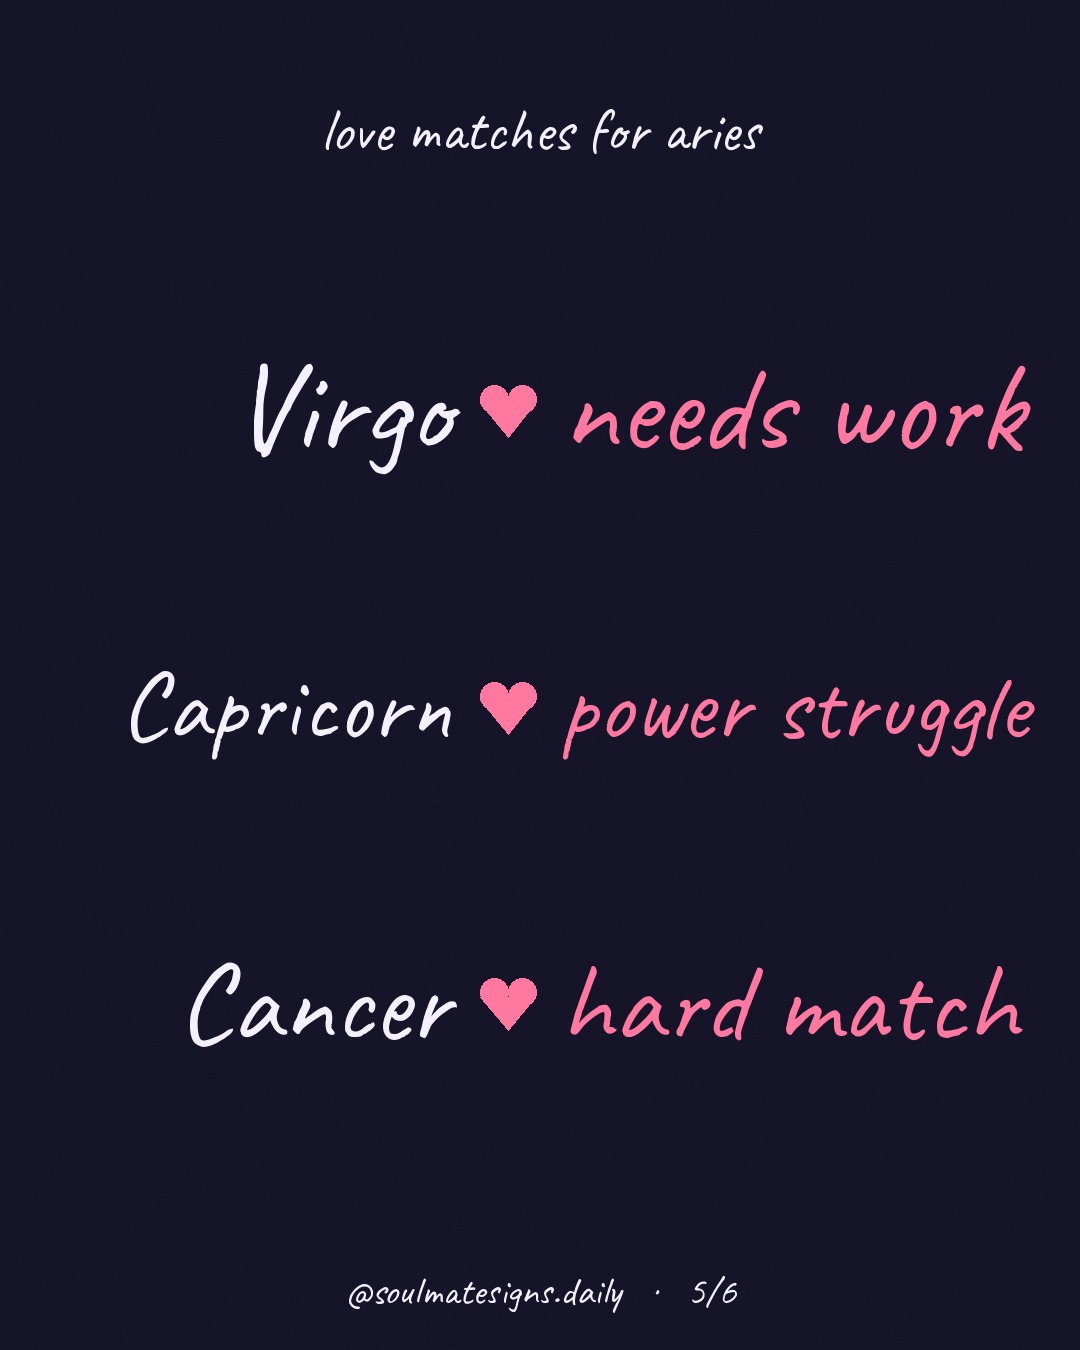 love matches for aries
Virgo ♥ needs work
Capricorn ♥ power struggle
Cancer ♥ hard match
@soulmatesigns.daily · 5/6